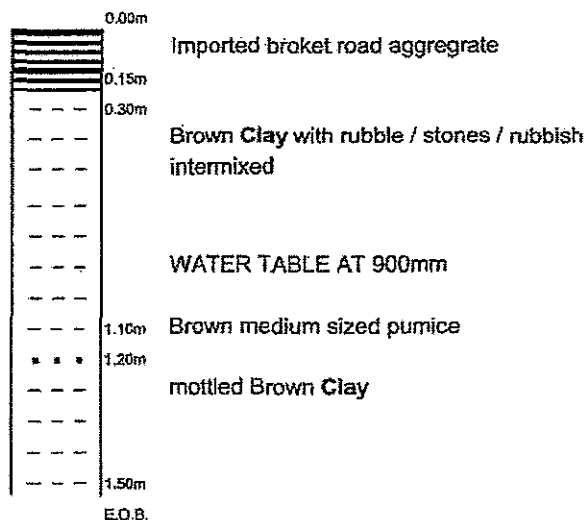 0.00m
Imported broket road aggregrate
0.15m
0.30m
Brown Clay with rubble / stones / rubbish
intermixed
WATER TABLE AT 900mm
1.10m Brown medium sized pumice
1.20m
mottled Brown Clay
1.50m
E.O.B.